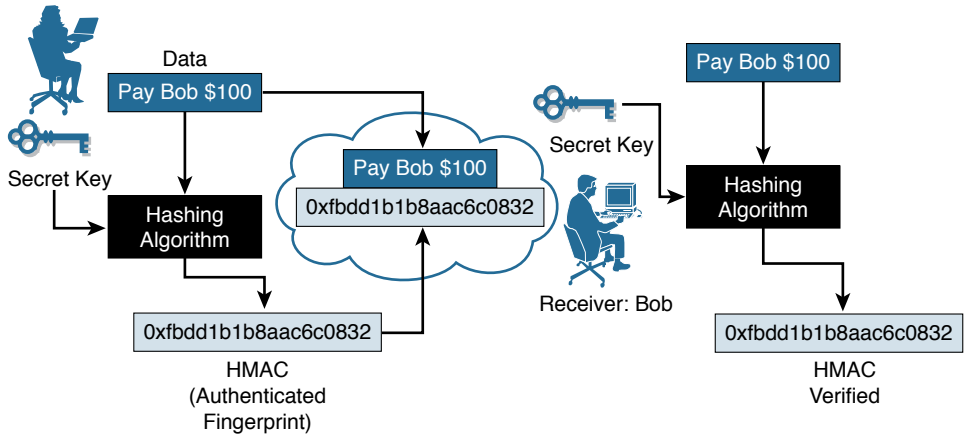 Data
Pay Bob $100
Secret Key
Hashing
Algorithm
0xfbdd1b1b8aac6c0832
HMAC
(Authenticated
Fingerprint)
Pay Bob $100
0xfbdd1b1b8aac6c0832
Secret Key
Receiver: Bob
Pay Bob $100
Hashing
Algorithm
0xfbdd1b1b8aac6c0832
HMAC
Verified